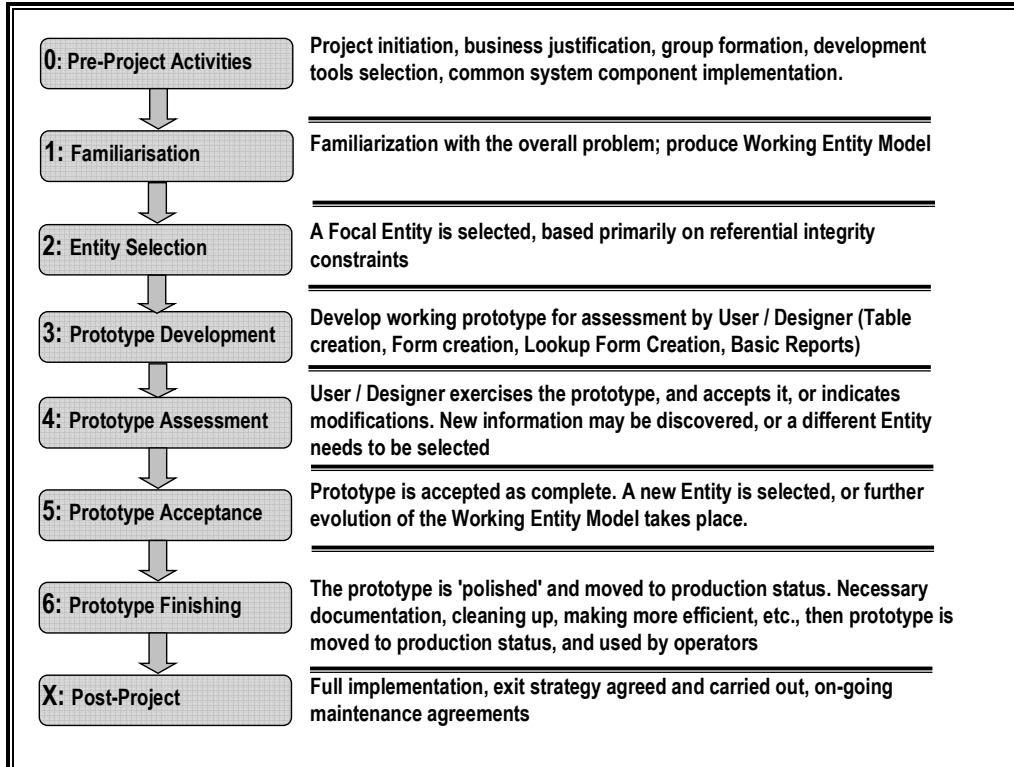 0: Pre-Project Activities
Project initiation, business justification, group formation, development
tools selection, common system component implementation.
1: Familiarisation
Familiarization with the overall problem; produce Working Entity Model
2: Entity Selection
A Focal Entity is selected, based primarily on referential integrity
constraints
3: Prototype Development
Develop working prototype for assessment by User / Designer (Table
creation, Form creation, Lookup Form Creation, Basic Reports)
4: Prototype Assessment
User / Designer exercises the prototype, and accepts it, or indicates
modifications. New information may be discovered, or a different Entity
needs to be selected
5: Prototype Acceptance
Prototype is accepted as complete. A new Entity is selected, or further
evolution of the Working Entity Model takes place.
6: Prototype Finishing
The prototype is 'polished' and moved to production status. Necessary
documentation, cleaning up, making more efficient, etc., then prototype is
moved to production status, and used by operators
X: Post-Project
Full implementation, exit strategy agreed and carried out, on-going
maintenance agreements